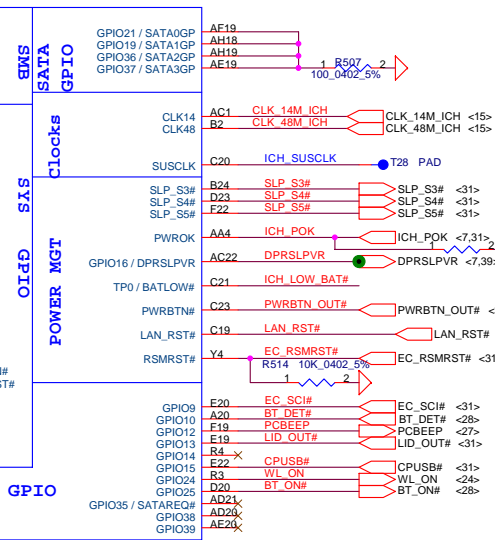 SMB
SATA
GPIO
GPIO21 / SATA0GP AF19
GPIO19 / SATA1GP AH18
GPIO36 / SATA2GP AH19
GPIO37 / SATA3GP AE19
1 R507 2
100_0402_5%
Clocks
CLK14 AC1 CLK_14M_ICH CLK_14M_ICH <15>
CLK48 B2 CLK_48M_ICH CLK_48M_ICH <15>
SUSCLK C20 ICH_SUSCLK T28 PAD
SYS
GPIO
POWER MGT
SLP_S3# B24 SLP_S3# SLP_S3# <31>
SLP_S4# D23 SLP_S4# SLP_S4# <31>
SLP_S5# F22 SLP_S5# SLP_S5# <31>
PWROK AA4 ICH_POK ICH_POK <7,31>
1 2
GPIO16 / DPRSLPVR AC22 DPRSLPVR DPRSLPVR <7,39>
TP0 / BATLOW# C21 ICH_LOW_BAT#
PWRBTN# C23 PWRBTN_OUT# PWRBTN_OUT# <
LAN_RST# C19 LAN_RST# LAN_RST#
RSMRST# Y4 EC_RSMRST# EC_RSMRST# <31
R514 10K_0402_5%
1 2
#
ST#
GPIO9 E20 EC_SCI# EC_SCI# <31>
GPIO10 A20 BT_DET# BT_DET# <28>
GPIO12 F19 PCBEEP PCBEEP <27>
GPIO13 E19 LID_OUT# LID_OUT# <31>
GPIO14 R4
GPIO15 E22 CPUSB# CPUSB# <31>
GPIO24 R3 WL_ON WL_ON <24>
GPIO25 D20 BT_ON# BT_ON# <28>
GPIO
GPIO35 / SATAREQ# AD21
GPIO38 AD20
GPIO39 AE20